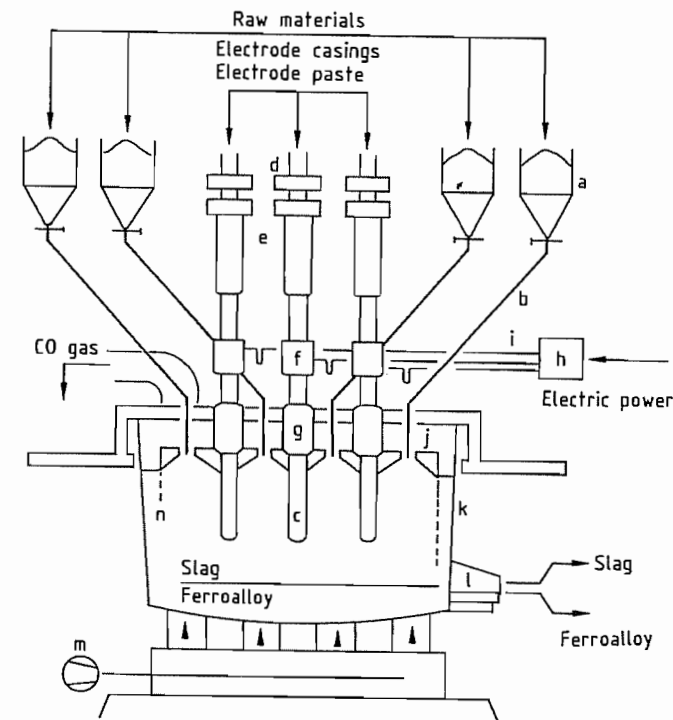 Raw materials
Electrode casings
Electrode paste
d
a
e
b
CO gas
i
f
h
Electric power
g
j
c
n
k
Slag
Ferroalloy
l
Slag
Ferroalloy
m